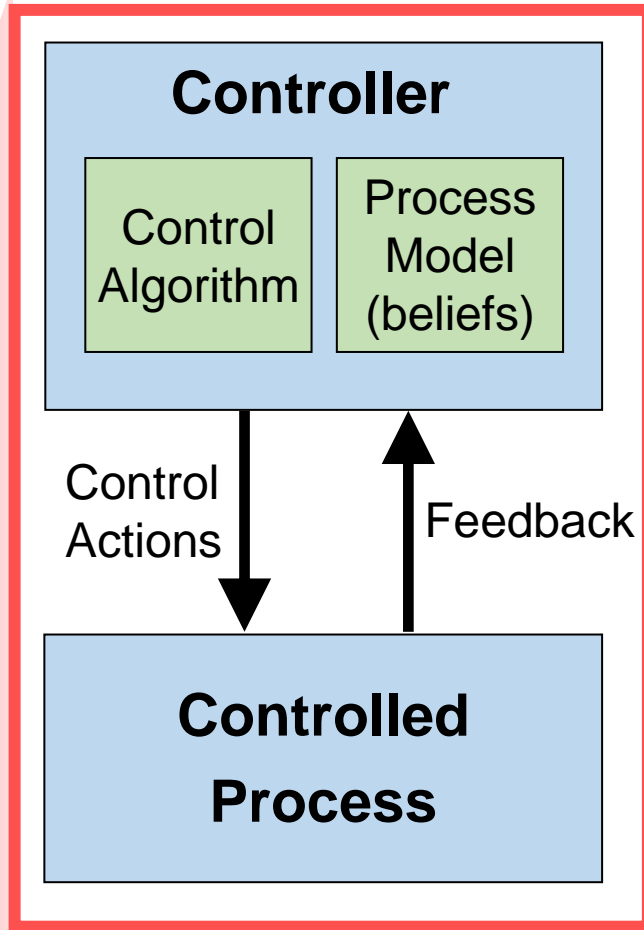 Controller
Control
Algorithm
Process
Model
(beliefs)
Control
Actions
Feedback
Controlled
Process